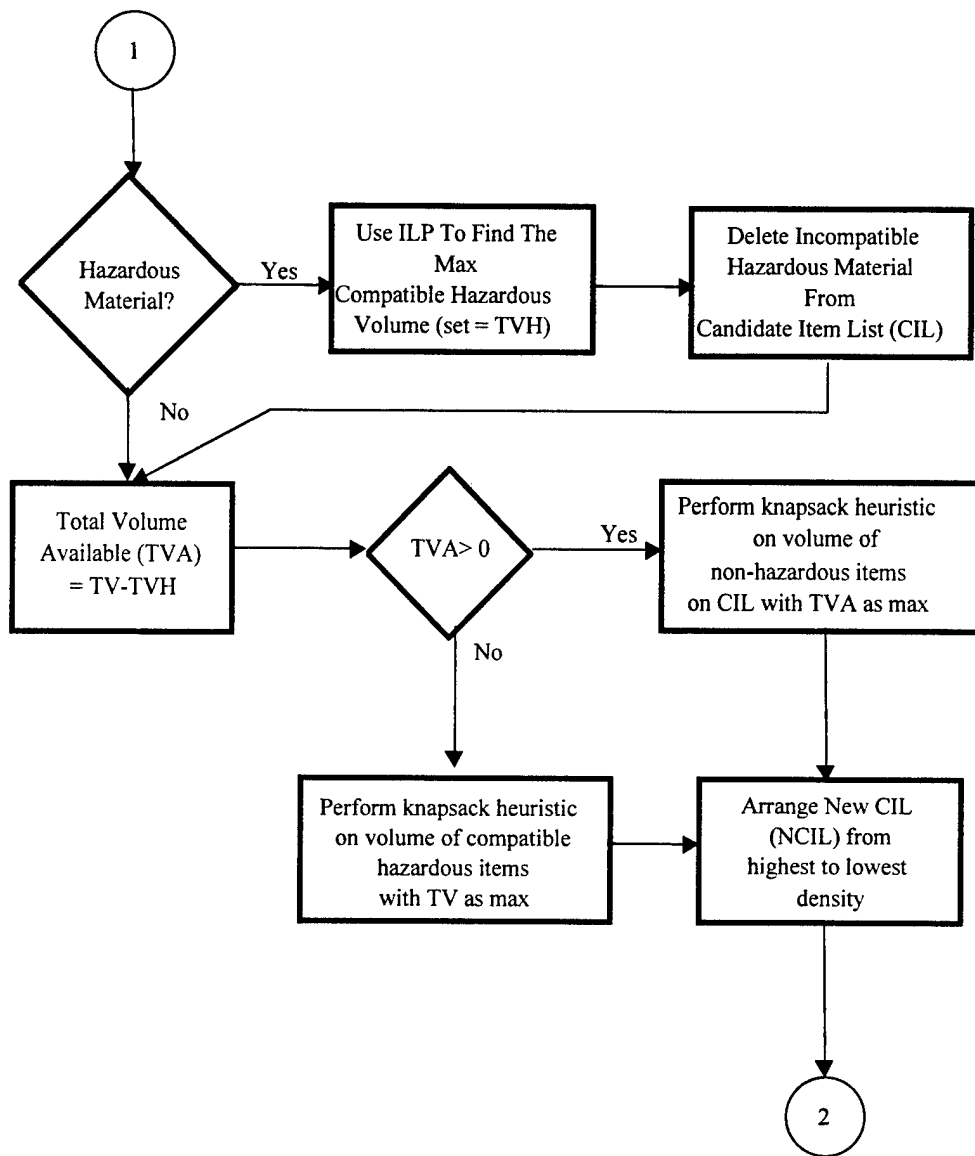 1
Hazardous
Material?
Yes
Use ILP To Find The
Max
Compatible Hazardous
Volume (set = TVH)
Delete Incompatible
Hazardous Material
From
Candidate Item List (CIL)
No
Total Volume
Available (TVA)
= TV-TVH
TVA> 0
Yes
Perform knapsack heuristic
on volume of
non-hazardous items
on CIL with TVA as max
No
Perform knapsack heuristic
on volume of compatible
hazardous items
with TV as max
Arrange New CIL
(NCIL) from
highest to lowest
density
2